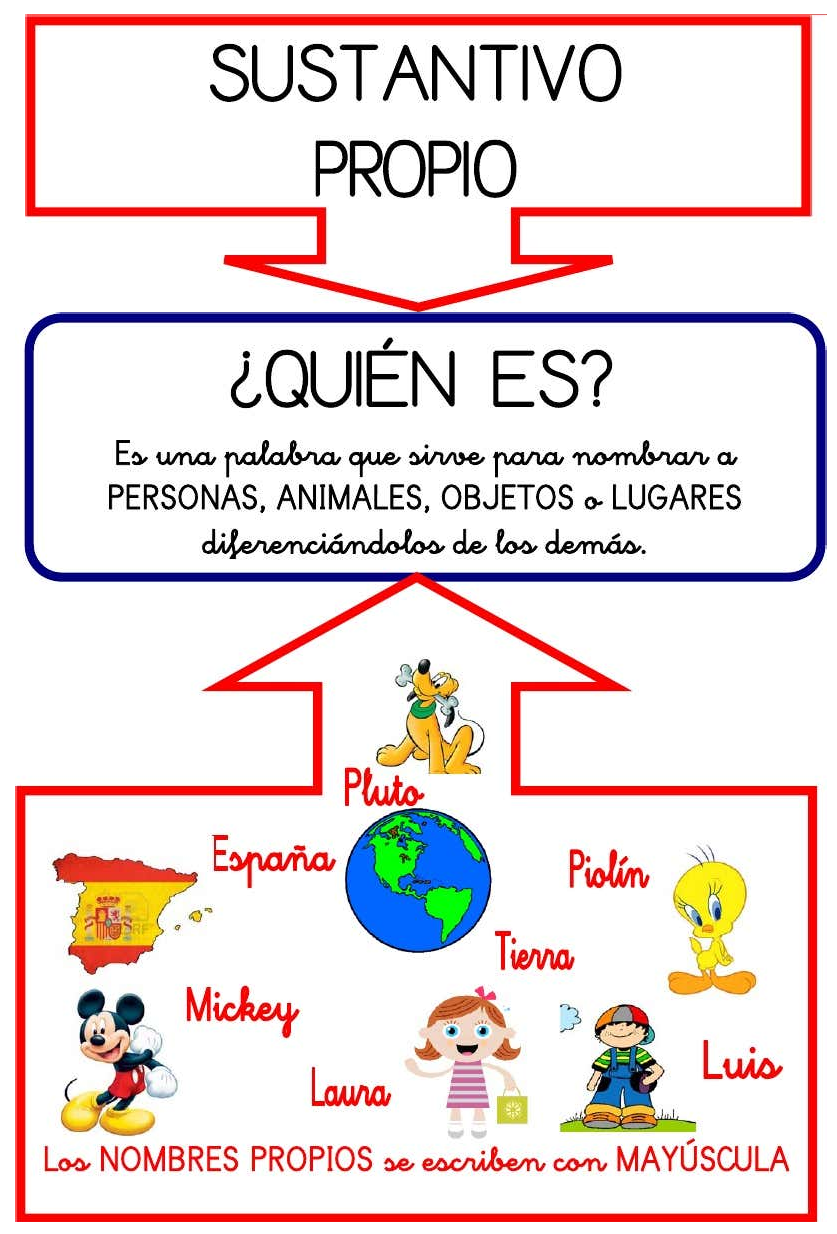 SUSTANTIVO
PROPIO
¿QUIÉN ES?
Es una palabra que sirve para nombrar a
PERSONAS, ANIMALES, OBJETOS o LUGARES
diferenciándolos de los demás.
Pluto
España
Piolín
Tierra
Mickey
Luis
Laura
Los NOMBRES PROPIOS se escriben con MAYÚSCULA